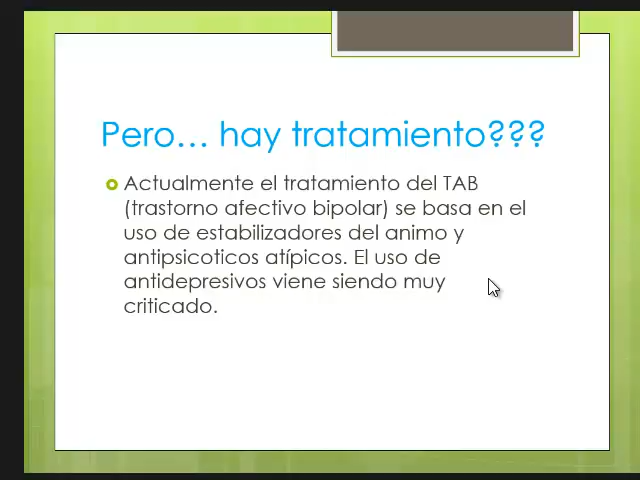 Pero... hay tratamiento???
Actualmente el tratamiento del TAB
(trastorno afectivo bipolar) se basa en el
uso de estabilizadores del animo y
antipsicoticos atípicos. El uso de
antidepresivos viene siendo muy
criticado.